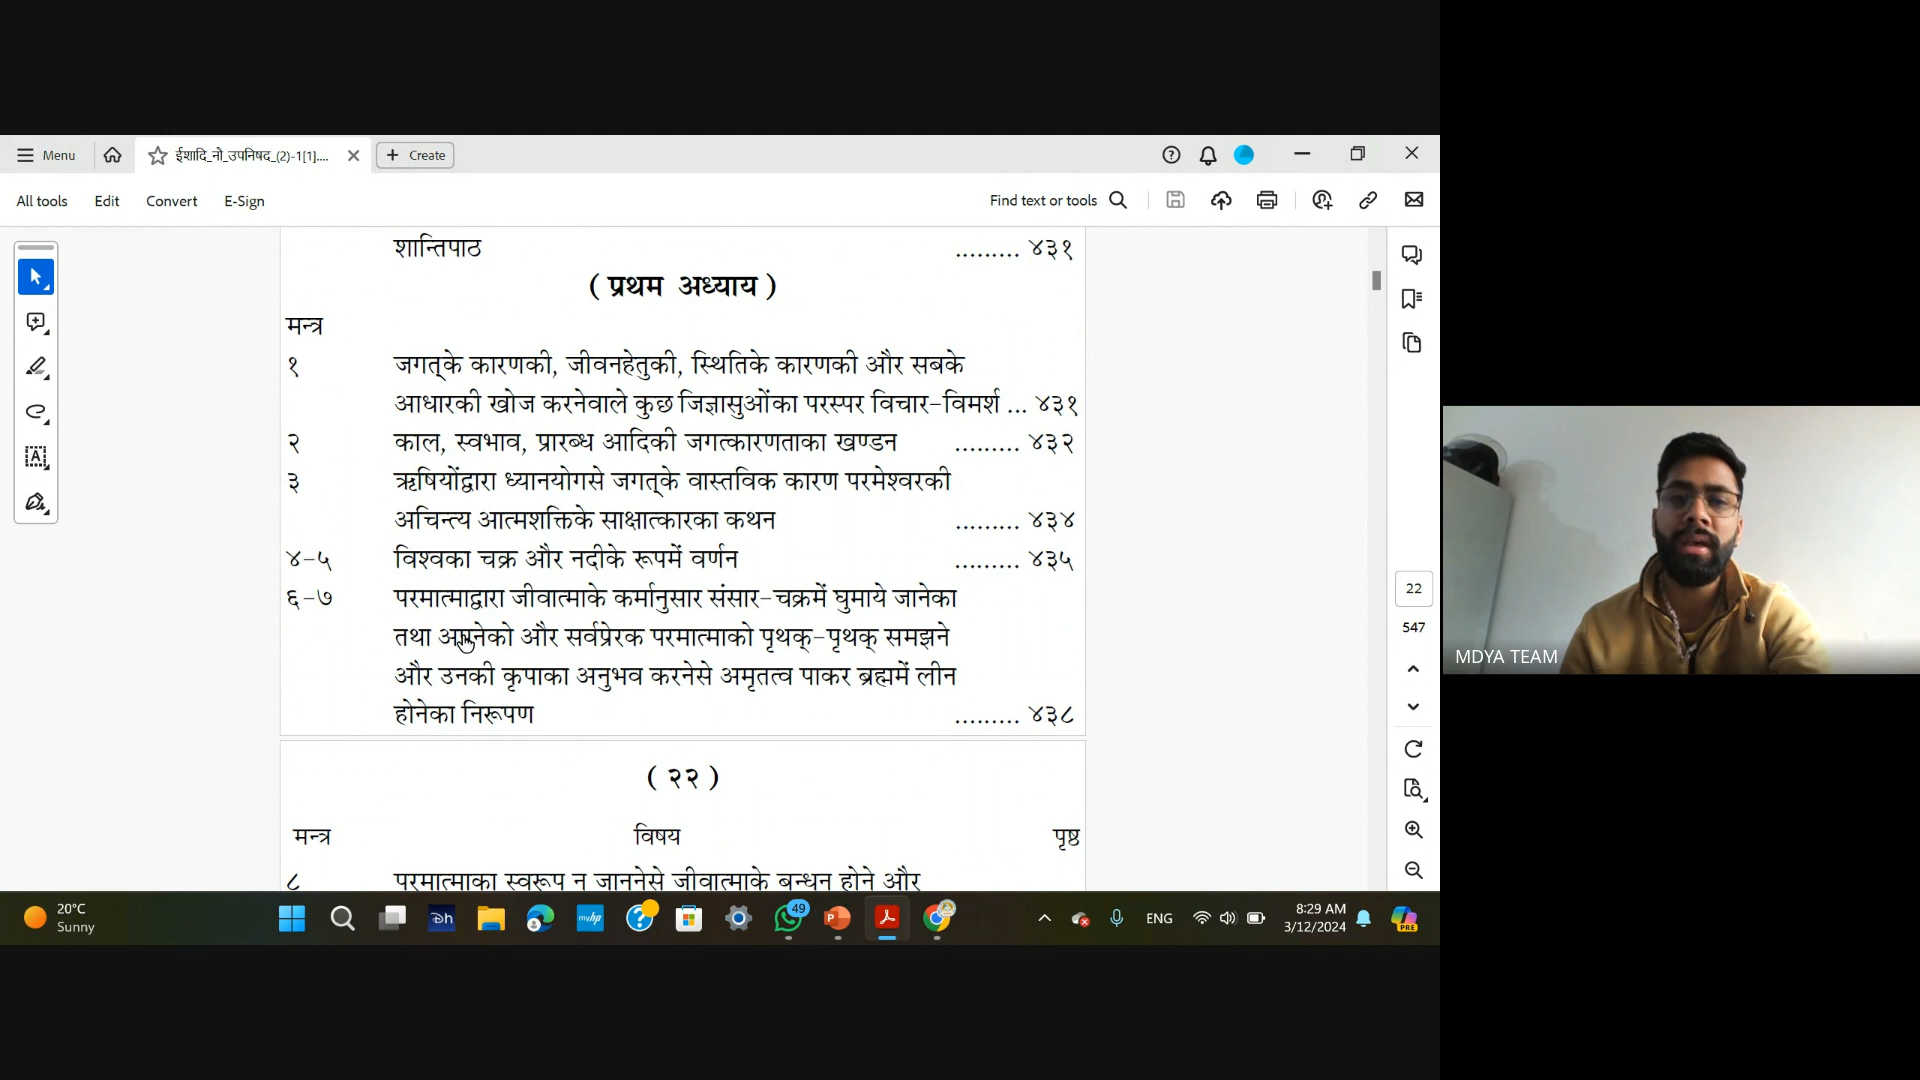 Menu
ईशादि_नो_उपनिषद_(2)-1[1]....
+ Create
All tools
Edit
Convert
E-Sign
Find text or tools
शान्तिपाठ ......... ४३१
( प्रथम अध्याय )
मन्त्र
१ जगत्‌के कारणकी, जीवनहेतुकी, स्थितिके कारणकी और सबके
आधारकी खोज करनेवाले कुछ जिज्ञासुओंका परस्पर विचार-विमर्श ... ४३१
२ काल, स्वभाव, प्रारब्ध आदिकी जगत्कारणताका खण्डन ......... ४३२
३ ऋषियोंद्वारा ध्यानयोगसे जगत्‌के वास्तविक कारण परमेश्वरकी
अचिन्त्य आत्मशक्तिके साक्षात्कारका कथन ......... ४३४
४-५ विश्वका चक्र और नदीके रूपमें वर्णन ......... ४३५
६-७ परमात्माद्वारा जीवात्माके कर्मानुसार संसार-चक्रमें घुमाये जानेका
तथा अपनेको और सर्वप्रेरक परमात्माको पृथक्-पृथक् समझने
और उनकी कृपाका अनुभव करनेसे अमृतत्व पाकर ब्रह्ममें लीन
होनेका निरूपण ......... ४३८
( २२ )
मन्त्र विषय पृष्ठ
८ परमात्माका स्वरूप न जाननेसे जीवात्माके बन्धन होने और
22
547
MDYA TEAM
20°C
Sunny
myhp
49
ENG
8:29 AM
3/12/2024
PRE